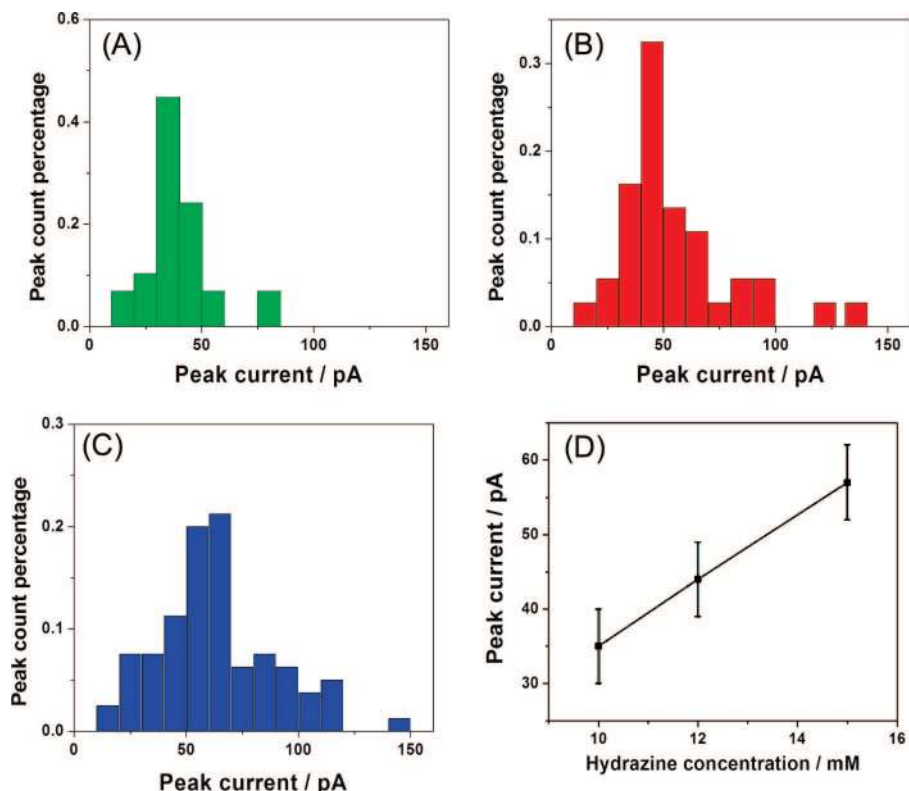 (A)
Peak count percentage
0.6
0.4
0.2
0.0
0
50
100
150
Peak current / pA
(B)
Peak count percentage
0.3
0.2
0.1
0.0
0
50
100
150
Peak current / pA
(C)
Peak count percentage
0.3
0.2
0.1
0.0
0
50
100
150
Peak current / pA
(D)
Peak current / pA
60
50
40
30
10
12
14
16
Hydrazine concentration / mM